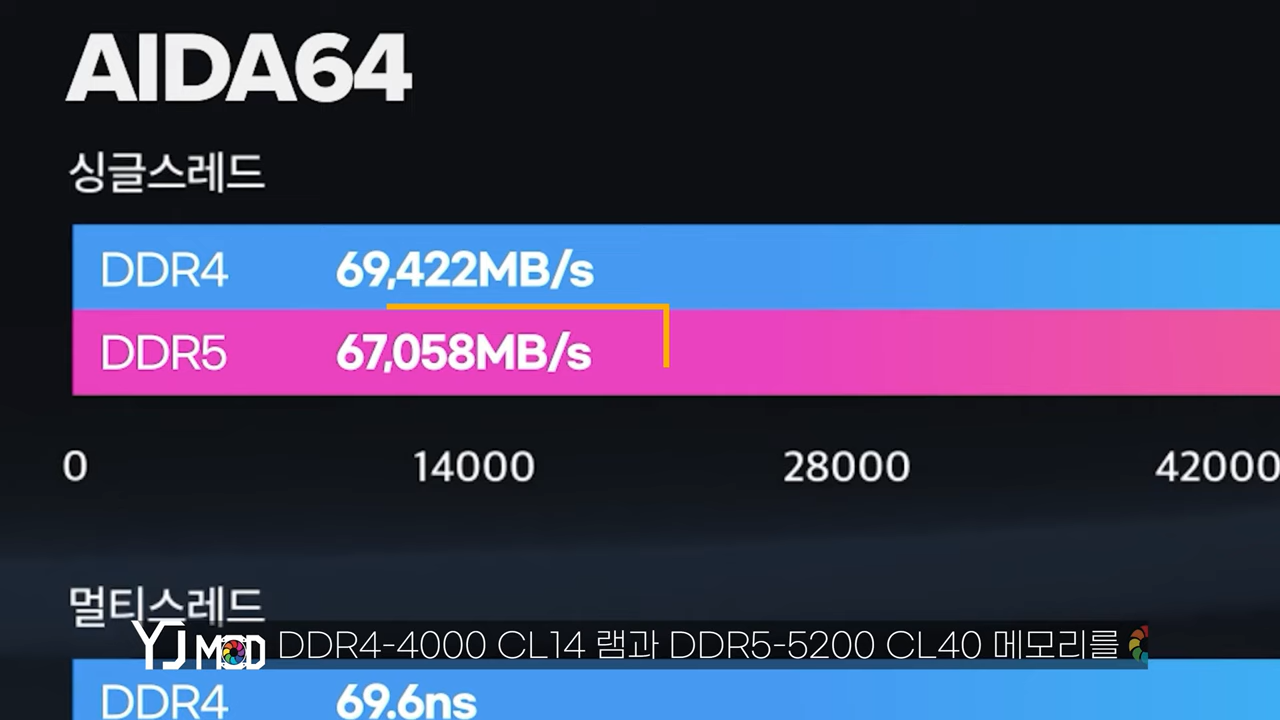 AIDA64
싱글스레드
DDR4 69,422MB/s
DDR5 67,058MB/s
0 14000 28000 42000
멀티스레드
YJ MOD DDR4-4000 CL14 램과 DDR5-5200 CL40 메모리를
DDR4 69.6ns